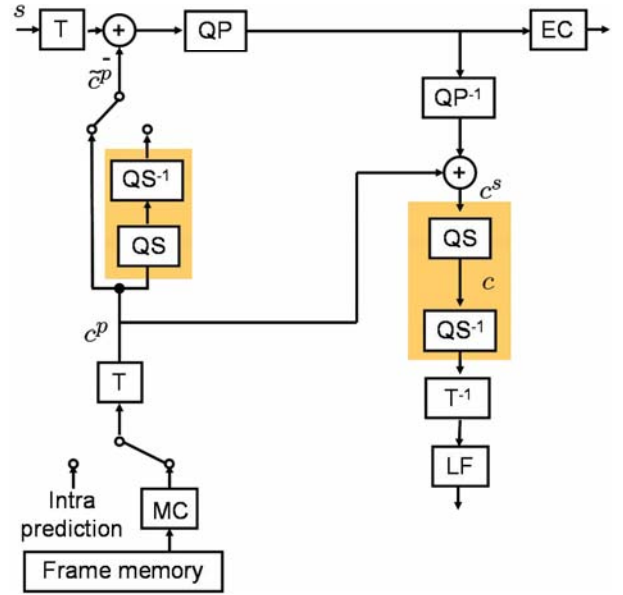 s
T
+
QP
EC
c̃ᵖ
-
QP⁻¹
QS⁻¹
QS
+
cˢ
QS
c
QS⁻¹
cᵖ
T
T⁻¹
LF
Intra
prediction
MC
Frame memory